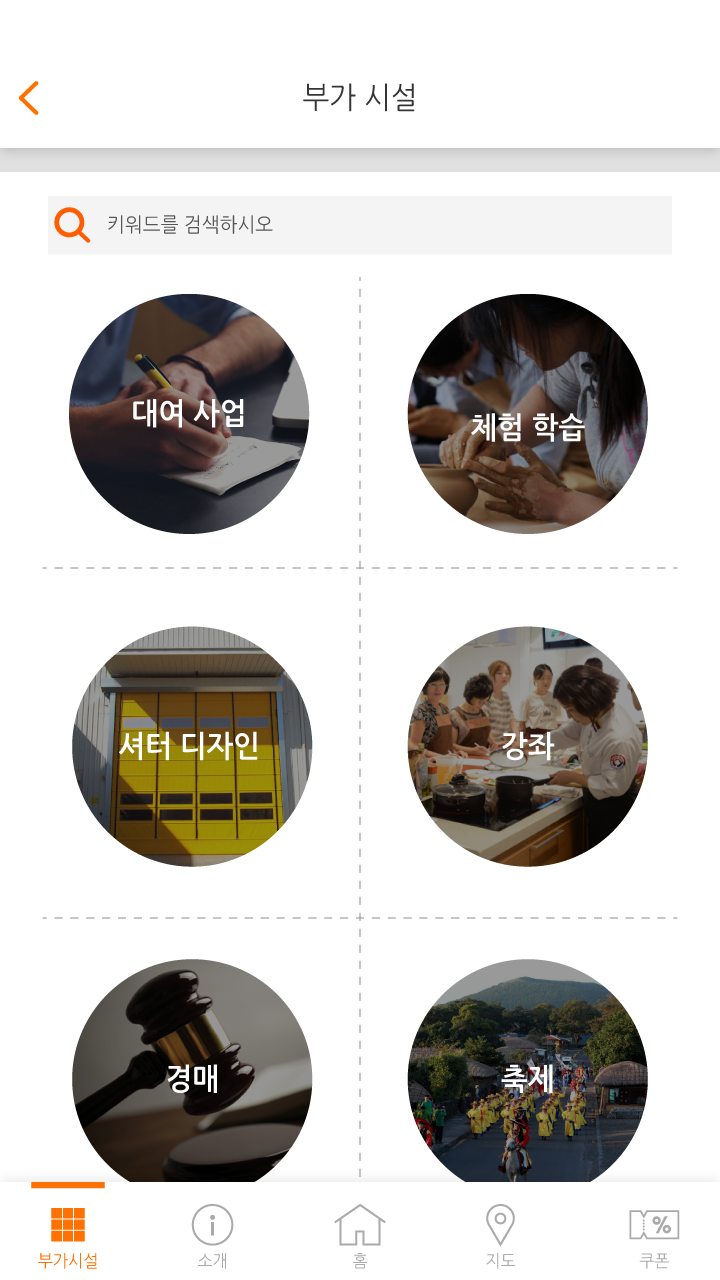 부가 시설
키워드를 검색하시오
대여 사업
체험 학습
셔터 디자인
강좌
경매
축제
부가시설
소개
홈
지도
%
쿠폰